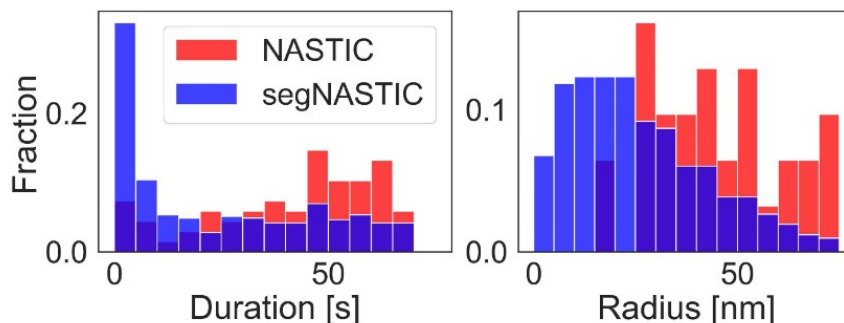 NASTIC
segNASTIC
Fraction
0.2
0.0
0
50
Duration [s]
0.1
0.0
0
50
Radius [nm]